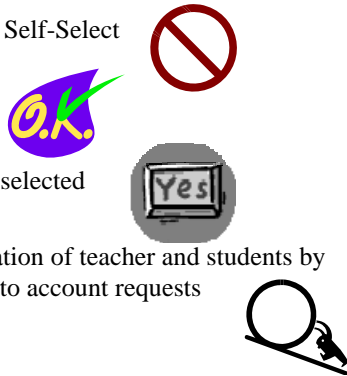 Self-Select
O.K.
selected
Yes
ation of teacher and students by
to account requests